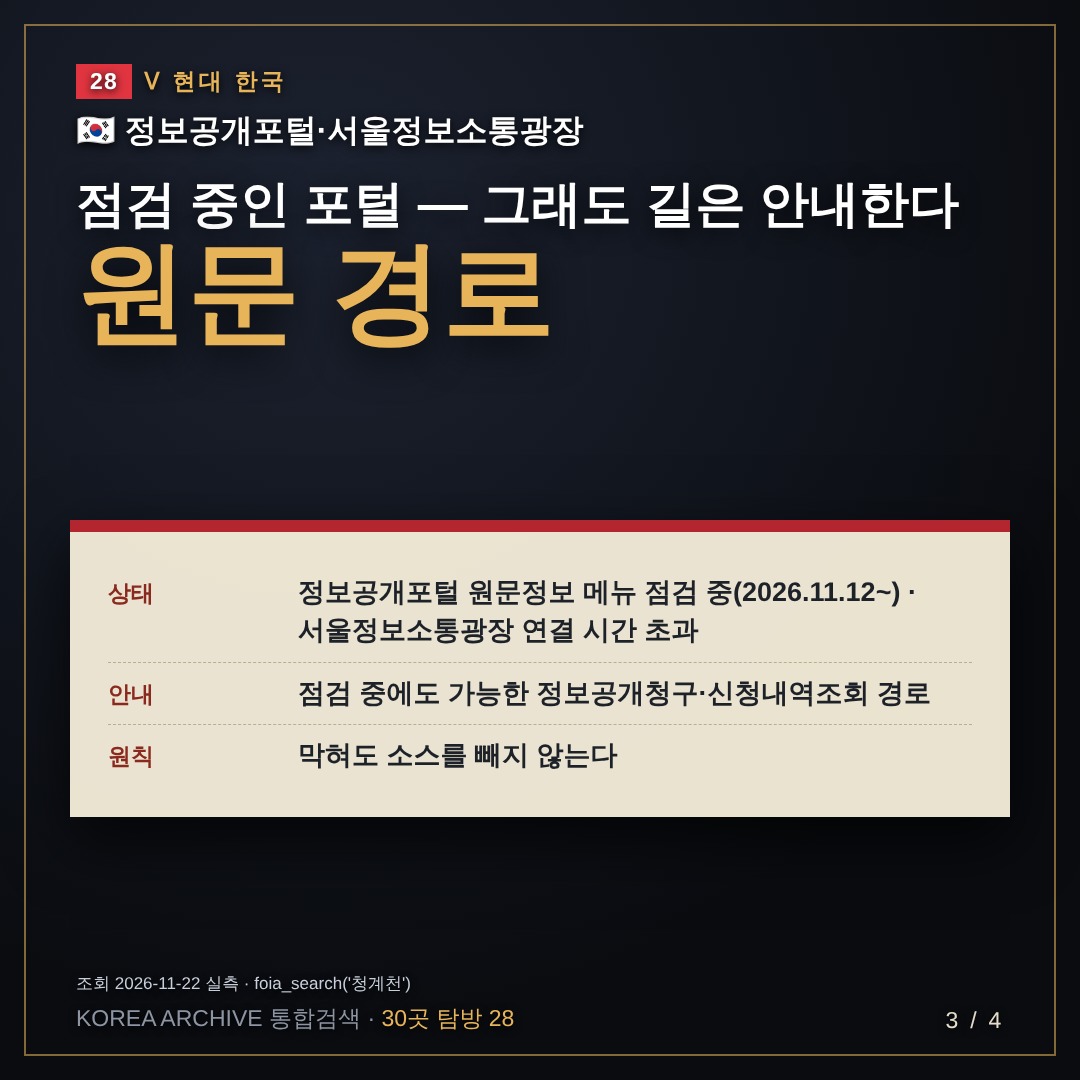 28 V 현대 한국
🇰🇷 정보공개포털·서울정보소통광장
점검 중인 포털 — 그래도 길은 안내한다
원문 경로
상태 정보공개포털 원문정보 메뉴 점검 중(2026.11.12~) ·
서울정보소통광장 연결 시간 초과
안내 점검 중에도 가능한 정보공개청구·신청내역조회 경로
원칙 막혀도 소스를 빼지 않는다
조회 2026-11-22 실측 · foia_search('청계천')
KOREA ARCHIVE 통합검색 · 30곳 탐방 28
3 / 4